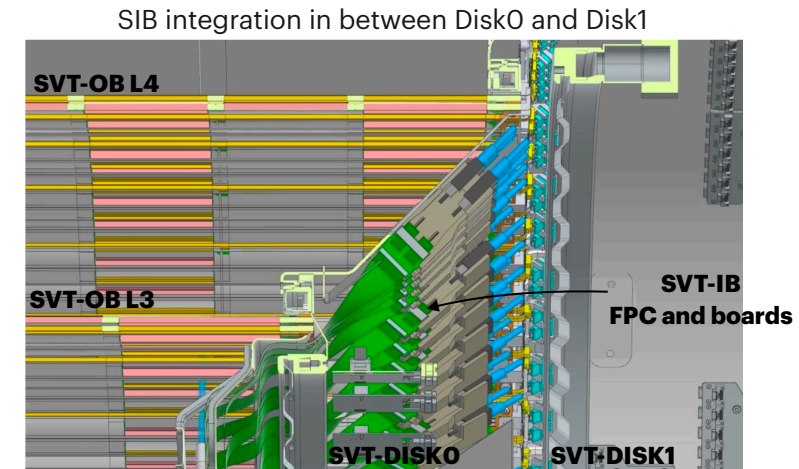 SIB integration in between Disk0 and Disk1
SVT-OB L4
SVT-OB L3
SVT-IB
FPC and boards
SVT-DISK0
SVT-DISK1